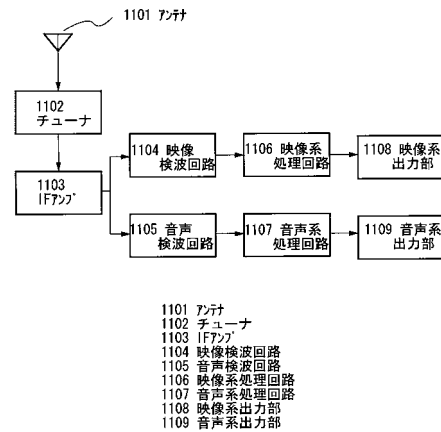 1101 アンテナ
1102
チューナ
1103
IFアンプ
1104 映像
検波回路
1106 映像系
処理回路
1108 映像系
出力部
1105 音声
検波回路
1107 音声系
処理回路
1109 音声系
出力部
1101 アンテナ
1102 チューナ
1103 IFアンプ
1104 映像検波回路
1105 音声検波回路
1106 映像系処理回路
1107 音声系処理回路
1108 映像系出力部
1109 音声系出力部